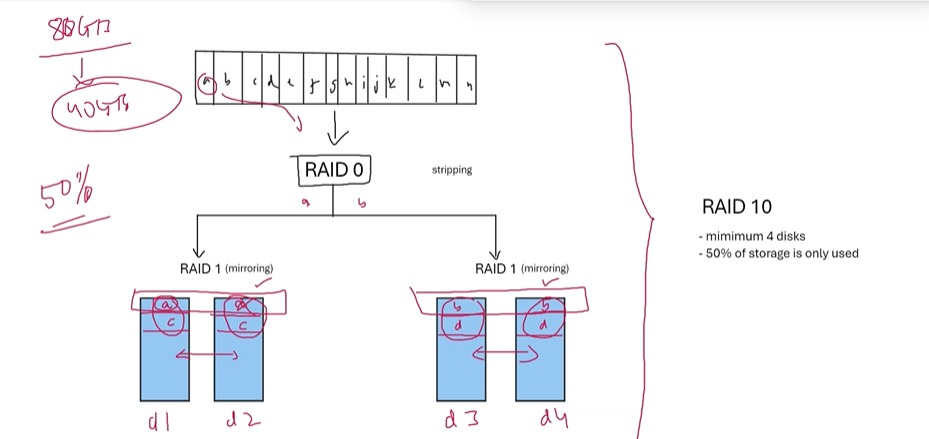 80GB
40GB
50%
a b c d e f g h i j k l m n
RAID 0
stripping
a b
RAID 1 (mirroring)
RAID 1 (mirroring)
a a b b
c c d d
d1 d2 d3 d4
RAID 10
- mimimum 4 disks
- 50% of storage is only used